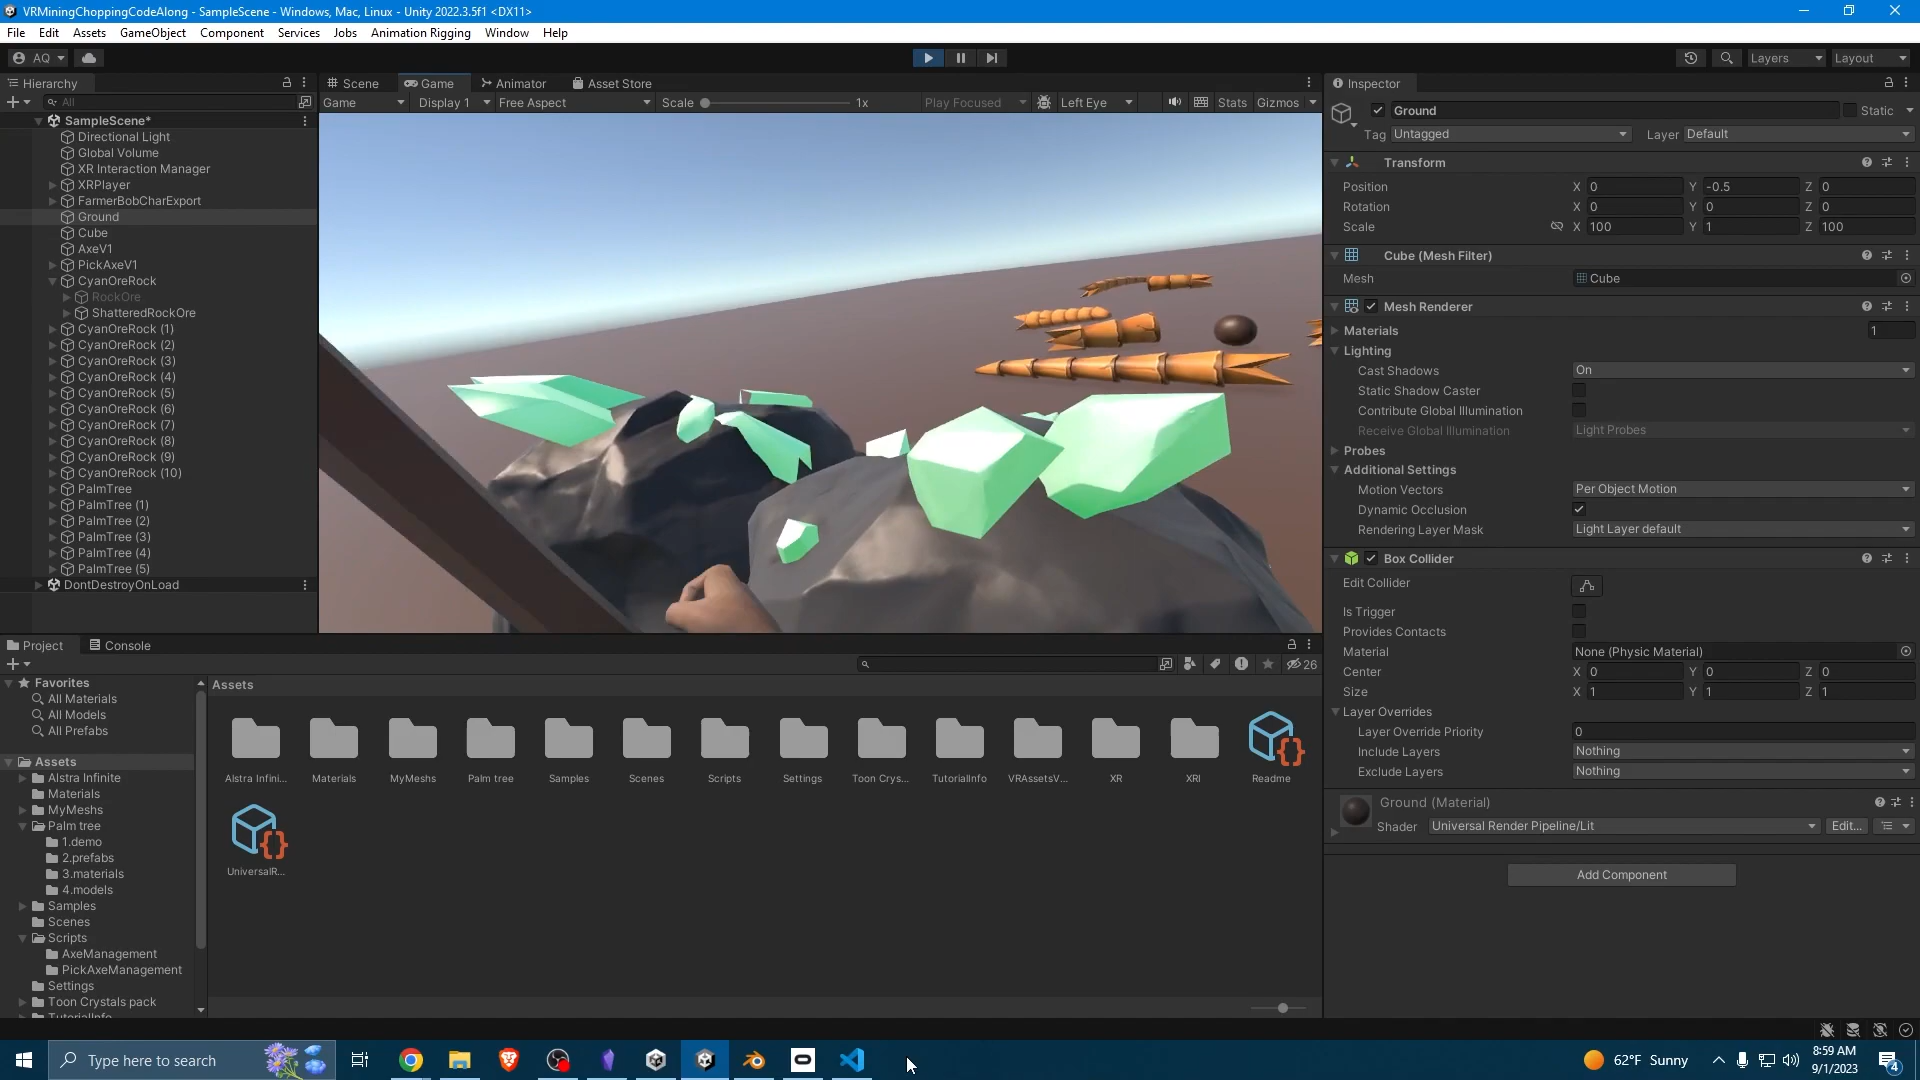 VRMiningChoppingCodeAlong - SampleScene - Windows, Mac, Linux - Unity 2022.3.5f1 <DX11>
File Edit Assets GameObject Component Services Jobs Animation Rigging Window Help
AQ Layers Layout
Hierarchy Scene Game Animator Asset Store Inspector
All Game Display 1 Free Aspect Scale 1x Play Focused Left Eye Stats Gizmos
SampleScene*
Directional Light
Global Volume
XR Interaction Manager
XRPlayer
FarmerBobCharExport
Ground
Cube
AxeV1
PickAxeV1
CyanOreRock
RockOre
ShatteredRockOre
CyanOreRock (1)
CyanOreRock (2)
CyanOreRock (3)
CyanOreRock (4)
CyanOreRock (5)
CyanOreRock (6)
CyanOreRock (7)
CyanOreRock (8)
CyanOreRock (9)
CyanOreRock (10)
PalmTree
PalmTree (1)
PalmTree (2)
PalmTree (3)
PalmTree (4)
PalmTree (5)
DontDestroyOnLoad
Ground Static
Tag Untagged Layer Default
Transform
Position X 0 Y -0.5 Z 0
Rotation X 0 Y 0 Z 0
Scale X 100 Y 1 Z 100
Cube (Mesh Filter)
Mesh Cube
Mesh Renderer
Materials 1
Lighting
Cast Shadows On
Static Shadow Caster
Contribute Global Illumination
Receive Global Illumination Light Probes
Probes
Additional Settings
Motion Vectors Per Object Motion
Dynamic Occlusion
Rendering Layer Mask Light Layer default
Box Collider
Edit Collider
Is Trigger
Provides Contacts
Material None (Physic Material)
Center X 0 Y 0 Z 0
Size X 1 Y 1 Z 1
Layer Overrides
Layer Override Priority 0
Include Layers Nothing
Exclude Layers Nothing
Ground (Material)
Shader Universal Render Pipeline/Lit Edit...
Add Component
Project Console
26
Favorites
All Materials
All Models
All Prefabs
Assets
Alstra Infinite
Materials
MyMeshs
Palm tree
1.demo
2.prefabs
3.materials
4.models
Samples
Scenes
Scripts
AxeManagement
PickAxeManagement
Settings
Toon Crystals pack
TutorialInfo
Assets
Alstra Infini... Materials MyMeshs Palm tree Samples Scenes Scripts Settings Toon Crys... TutorialInfo VRAssetsV... XR XRI Readme
UniversalR...
Type here to search
62°F Sunny
8:59 AM
9/1/2023
4